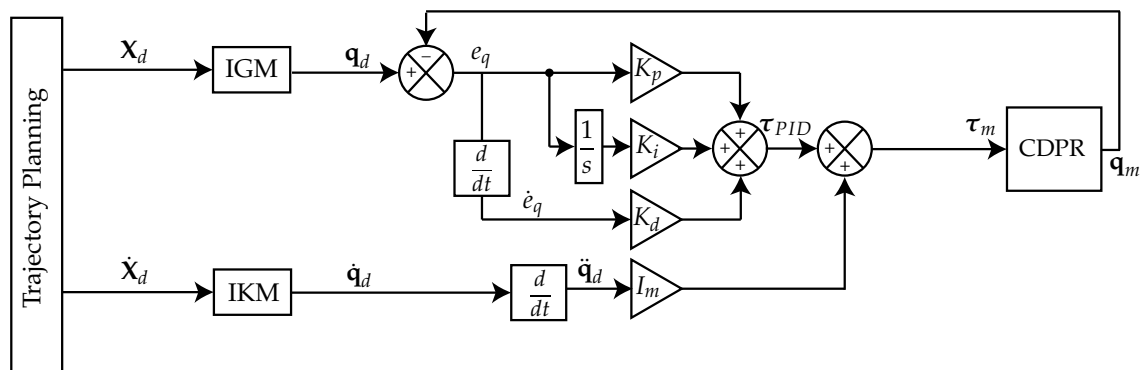 Trajectory Planning
𝐗_d
IGM
𝐪_d
−
+
e_q
K_p
1/s
K_i
d/dt
ė_q
K_d
+
+
+
τ_PID
+
+
τ_m
CDPR
𝐪_m
Ẋ_d
IKM
q̇_d
d/dt
q̈_d
I_m